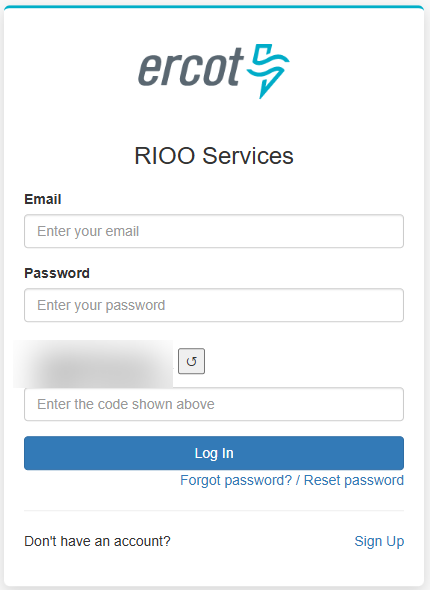 ercot
RIOO Services
Email
Enter your email
Password
Enter your password
↺
Enter the code shown above
Log In
Forgot password? / Reset password
Don't have an account? Sign Up